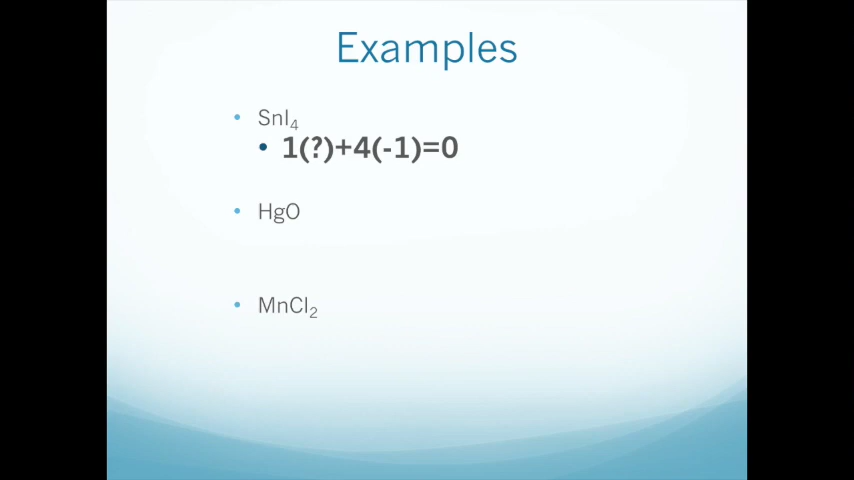 Examples
• SnI₄
• 1(?)+4(-1)=0
• HgO
• MnCl₂